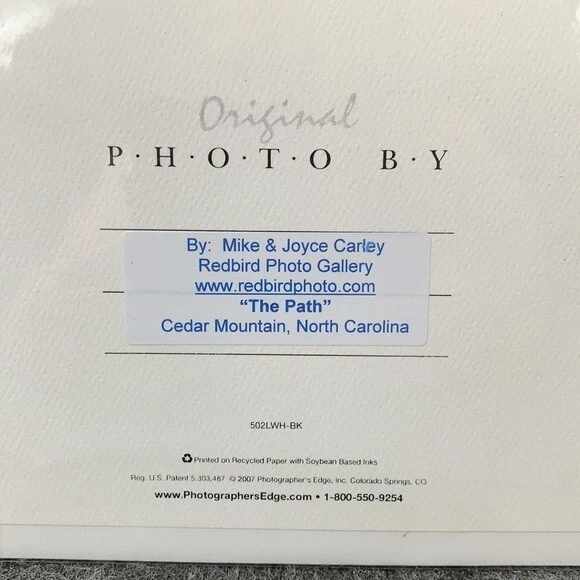 Original
P·H·O·T·O B·Y
By: Mike & Joyce Carley
Redbird Photo Gallery
www.redbirdphoto.com
“The Path”
Cedar Mountain, North Carolina
502LWH-BK
Printed on Recycled Paper with Soybean Based Inks
Reg. U.S. Patent 5,303,487 © 2007 Photographer's Edge, Inc. Colorado Springs, CO
www.PhotographersEdge.com • 1-800-550-9254